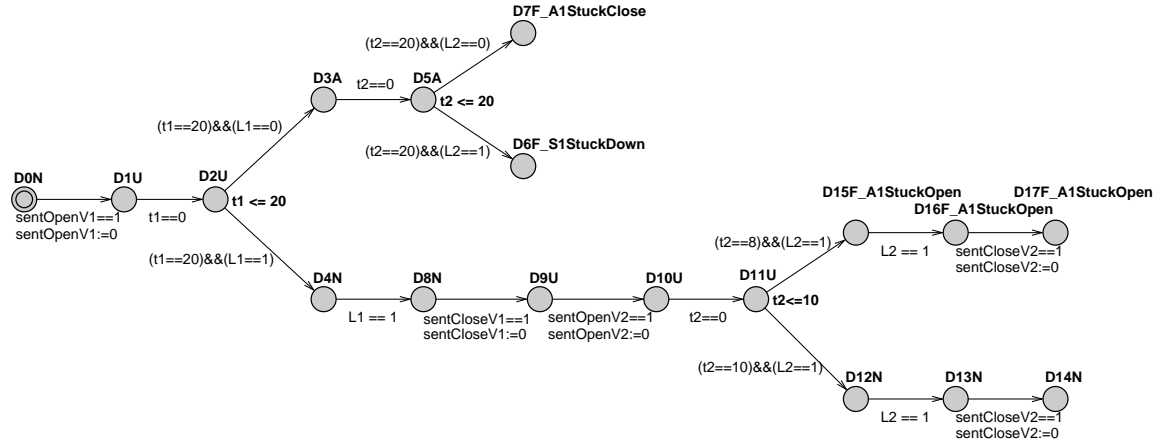 D7F_A1StuckClose
(t2==20)&&(L2==0)
D3A
t2==0
D5A
t2 <= 20
(t1==20)&&(L1==0)
(t2==20)&&(L2==1)
D6F_S1StuckDown
D0N
D1U
D2U
t1 <= 20
sentOpenV1==1
sentOpenV1:=0
t1==0
D15F_A1StuckOpen
D17F_A1StuckOpen
D16F_A1StuckOpen
(t2==8)&&(L2==1)
L2 == 1
sentCloseV2==1
sentCloseV2:=0
(t1==20)&&(L1==1)
D4N
D8N
D9U
D10U
D11U
t2<=10
L1 == 1
sentCloseV1==1
sentCloseV1:=0
sentOpenV2==1
sentOpenV2:=0
t2==0
(t2==10)&&(L2==1)
D12N
D13N
D14N
L2 == 1
sentCloseV2==1
sentCloseV2:=0